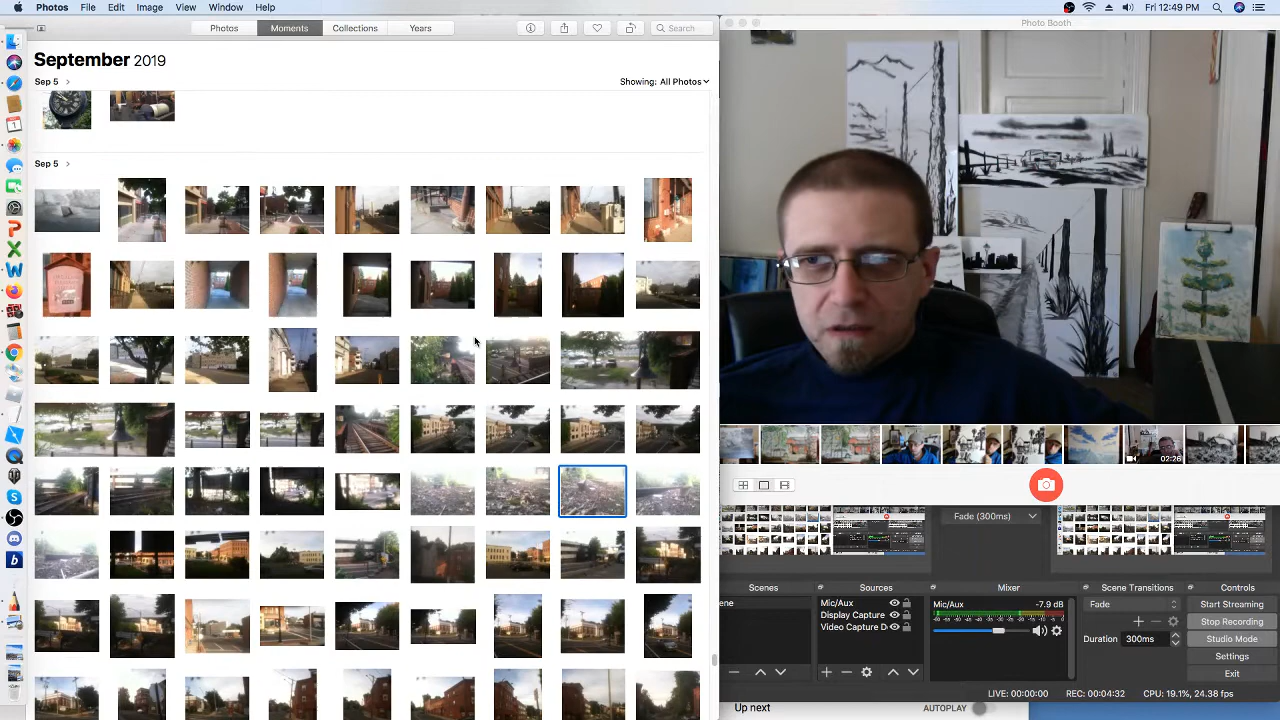 Photos File Edit Image View Window Help
Fri 12:49 PM
Photos Moments Collections Years
Search
Photo Booth
September 2019
Sep 5 >
Showing: All Photos
Sep 5 >
02:26
Fade (300ms)
Scenes
Sources
Mixer
Scene Transitions
Controls
ene
Mic/Aux
Display Capture
Video Capture D
Mic/Aux
-7.9 dB
Fade
Duration 300ms
Start Streaming
Stop Recording
Studio Mode
Settings
Exit
LIVE: 00:00:00
REC: 00:04:32
CPU: 19.1%, 24.38 fps
Up next
AUTOPLAY